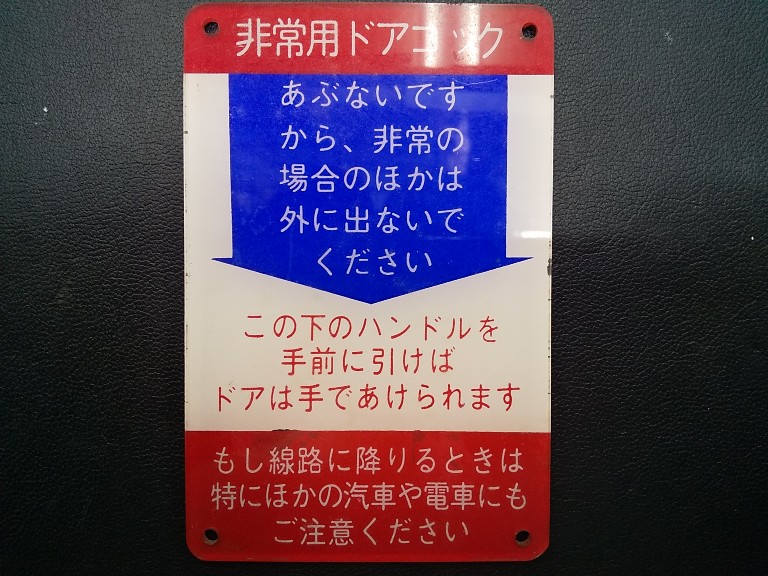 非常用ドアコック
あぶないです
から、非常の
場合のほかは
外に出ないで
ください
この下のハンドルを
手前に引けば
ドアは手であけられます
もし線路に降りるときは
特にほかの汽車や電車にも
ご注意ください